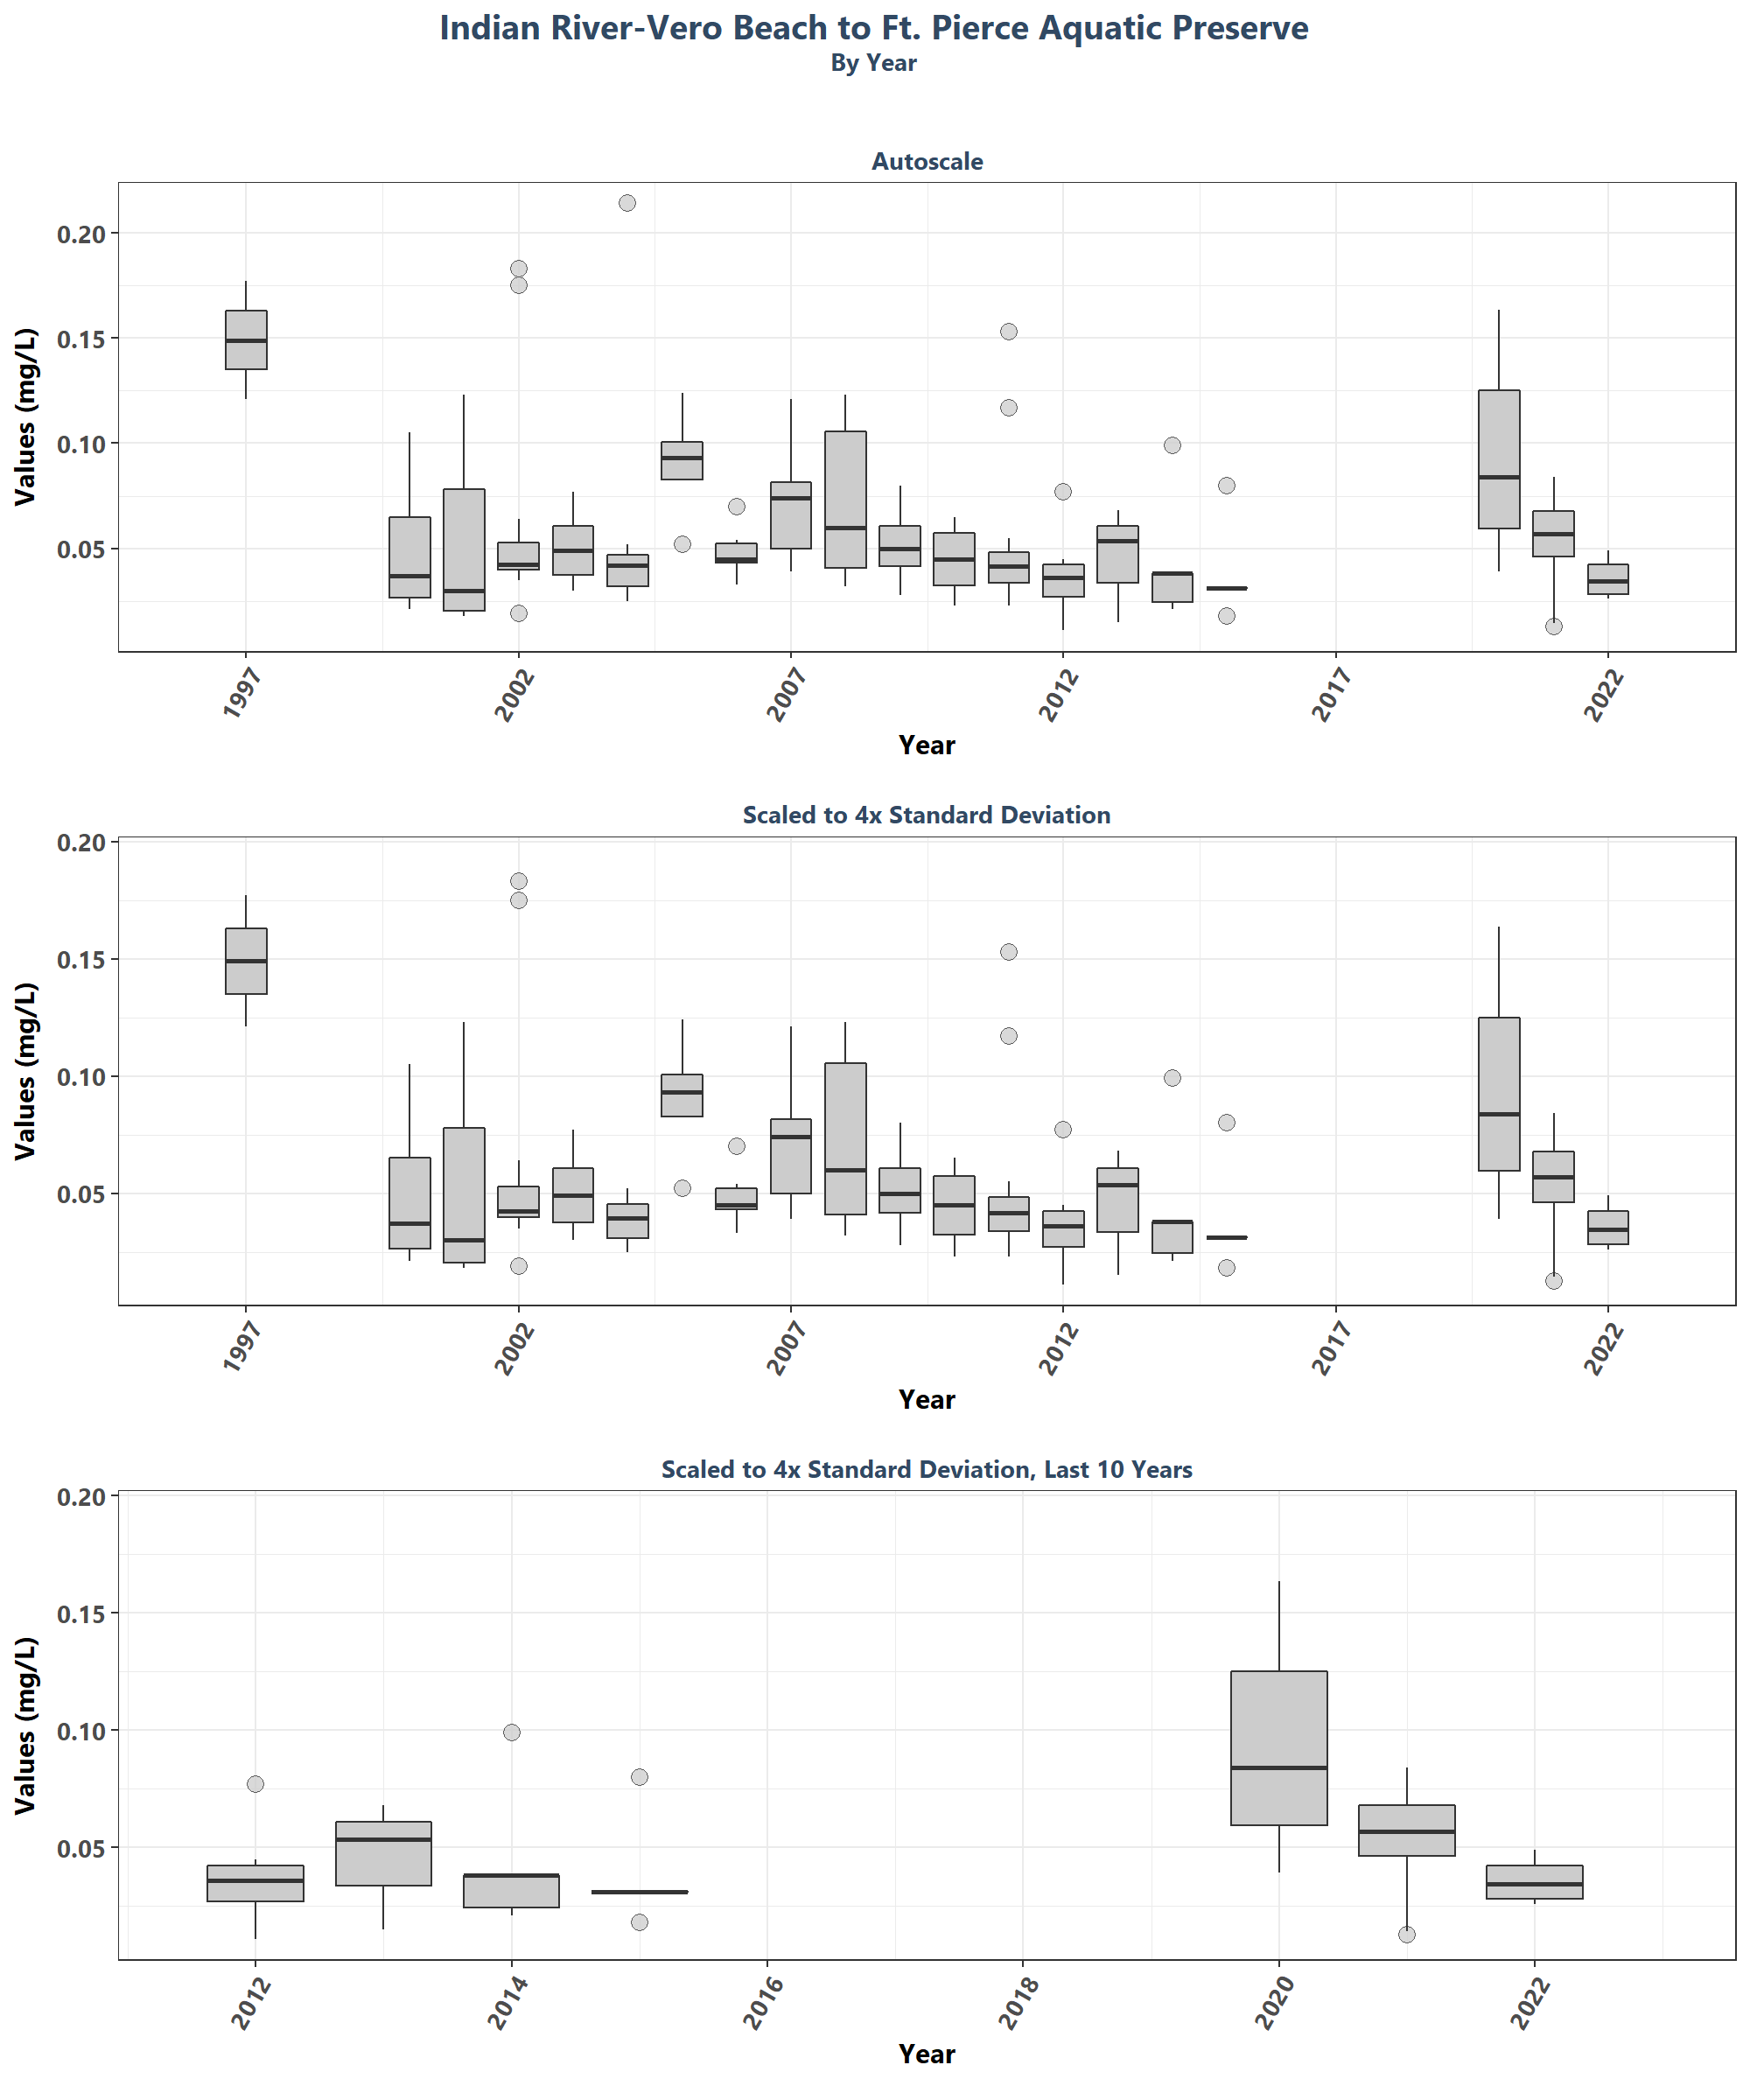 Indian River-Vero Beach to Ft. Pierce Aquatic Preserve
By Year
Autoscale
Values (mg/L)
0.20
0.15
0.10
0.05
1997
2002
2007
2012
2017
2022
Year
Scaled to 4x Standard Deviation
Values (mg/L)
0.20
0.15
0.10
0.05
1997
2002
2007
2012
2017
2022
Year
Scaled to 4x Standard Deviation, Last 10 Years
Values (mg/L)
0.20
0.15
0.10
0.05
2012
2014
2016
2018
2020
2022
Year